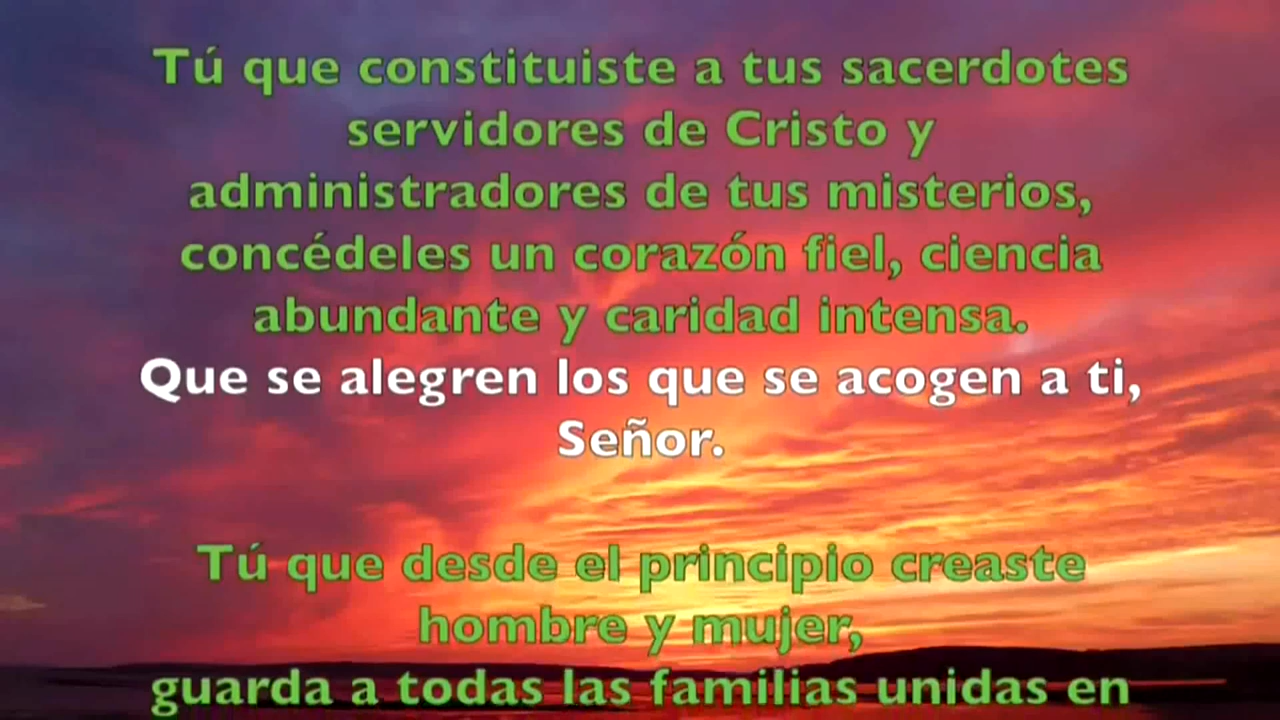 Tú que constituiste a tus sacerdotes
servidores de Cristo y
administradores de tus misterios,
concédeles un corazón fiel, ciencia
abundante y caridad intensa.
Que se alegren los que se acogen a ti,
Señor.
Tú que desde el principio creaste
hombre y mujer,
guarda a todas las familias unidas en